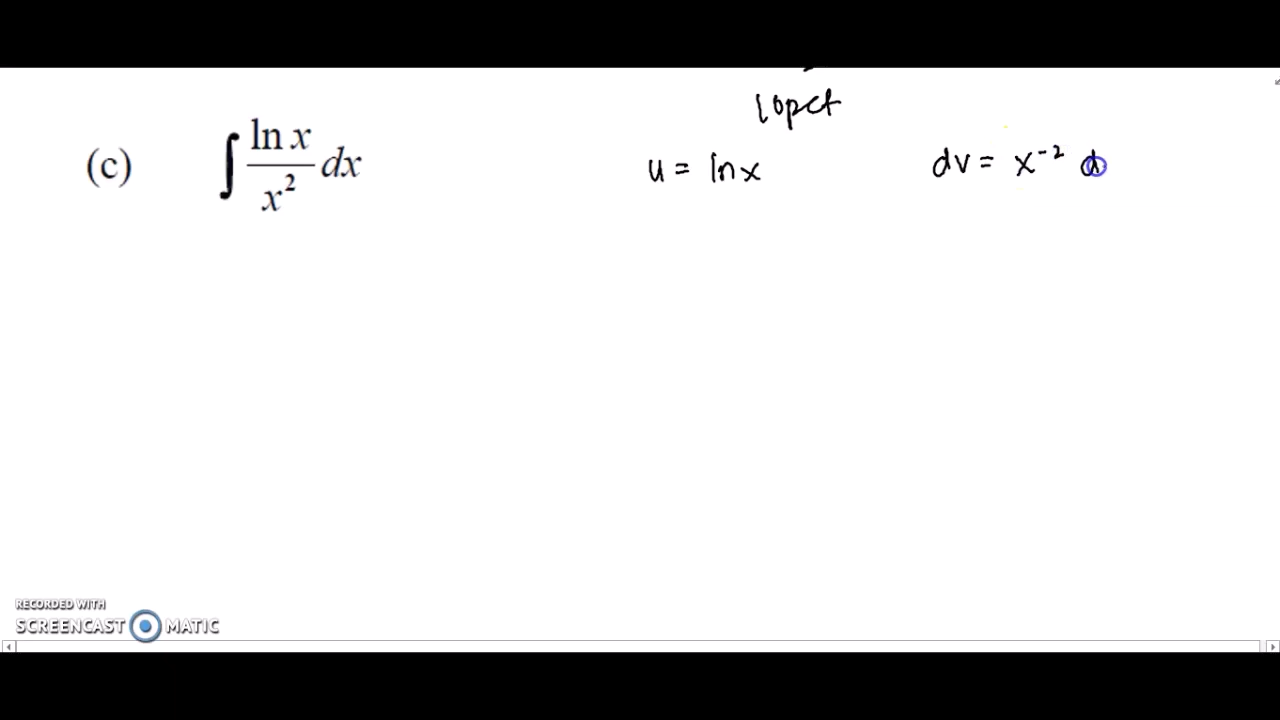 lopet
(c) ∫ ln x / x² dx u = ln x dv = x⁻² d
RECORDED WITH
SCREENCAST MATIC